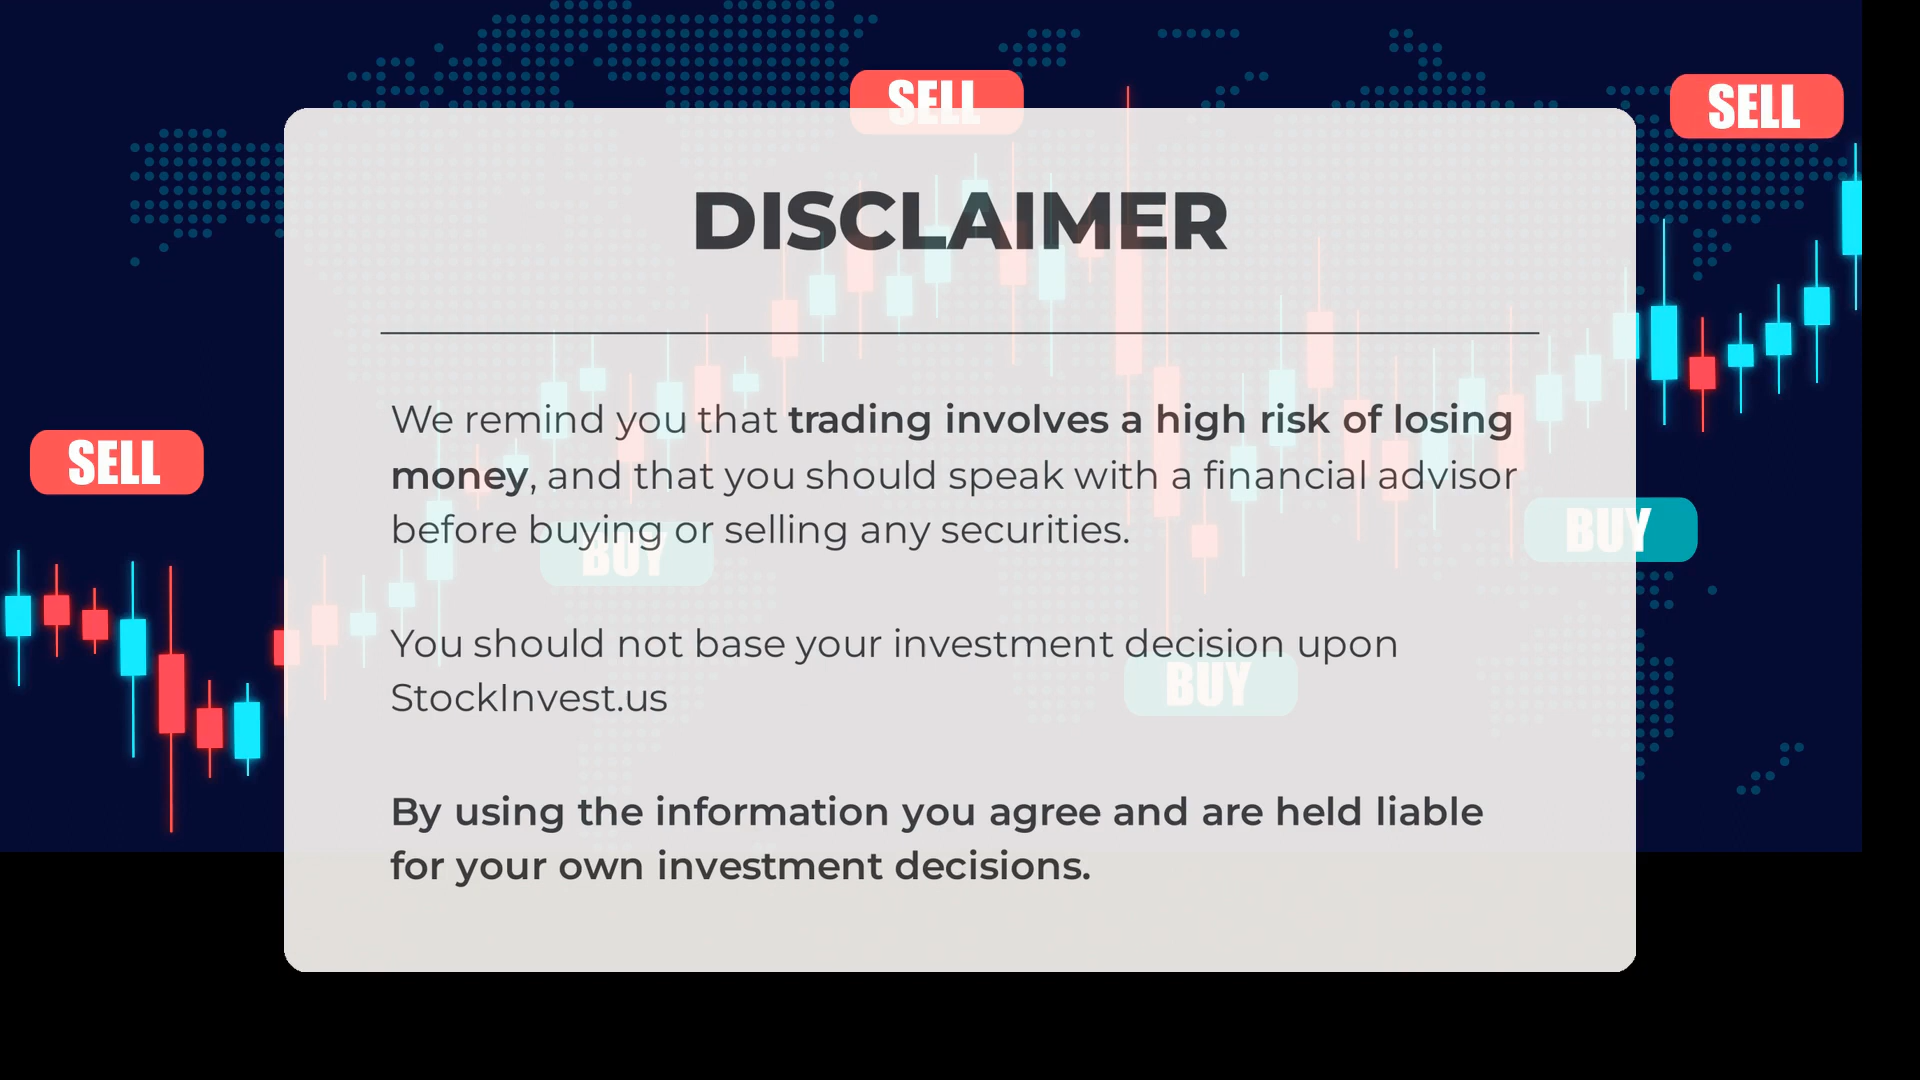 SELL
SELL
DISCLAIMER
We remind you that trading involves a high risk of losing
money, and that you should speak with a financial advisor
before buying or selling any securities.
SELL
BUY
BUY
You should not base your investment decision upon
StockInvest.us
BUY
By using the information you agree and are held liable
for your own investment decisions.